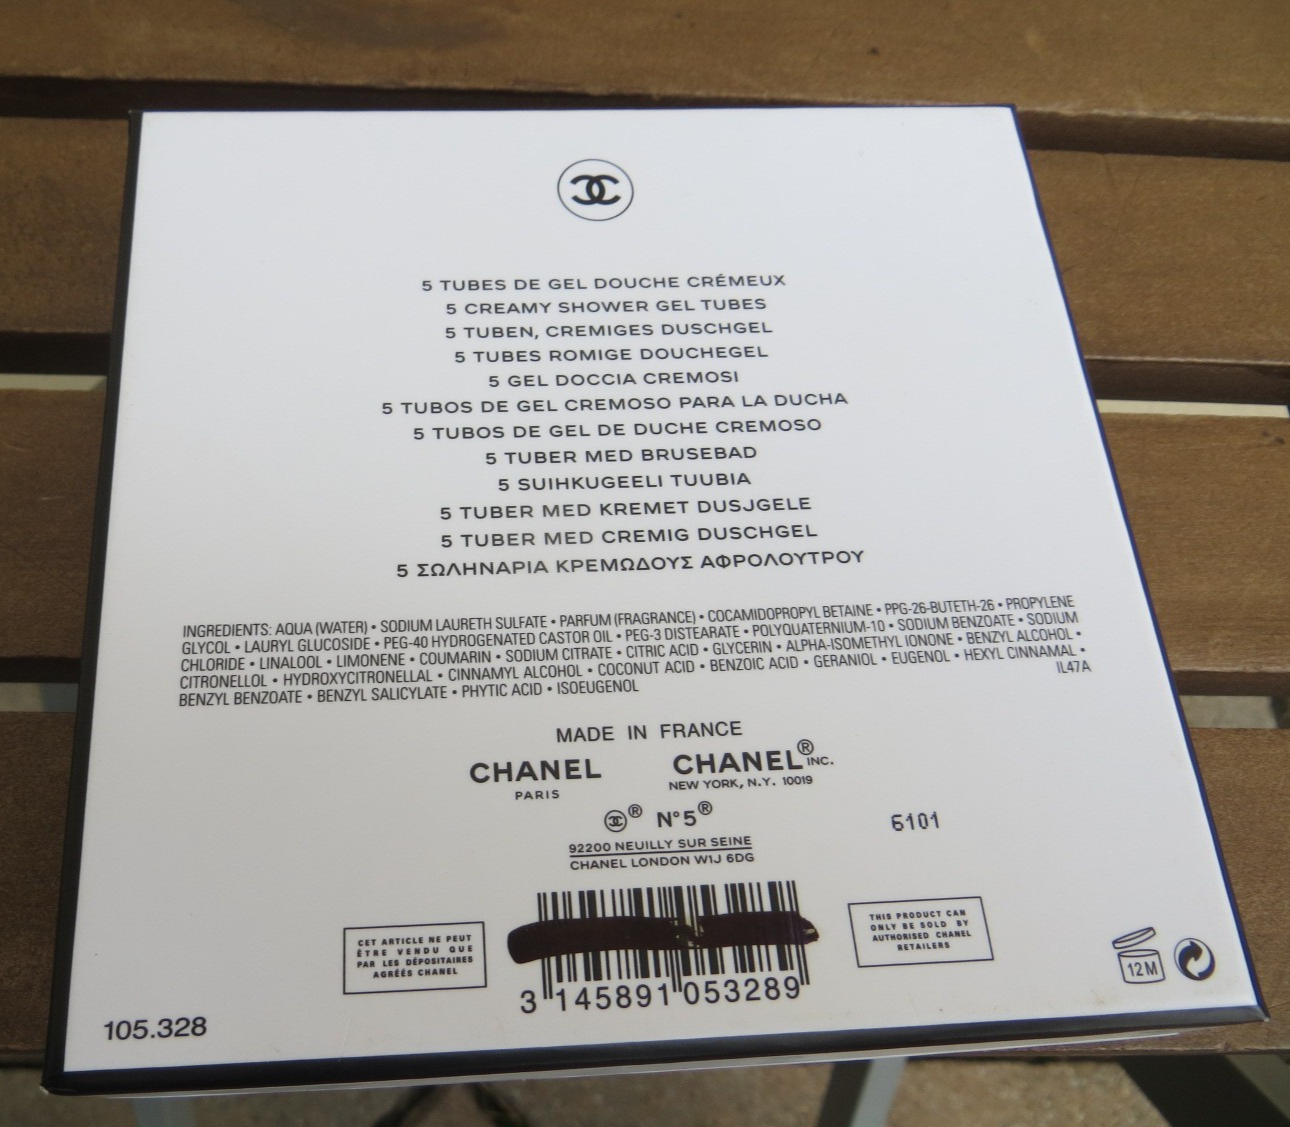 5 TUBES DE GEL DOUCHE CRÉMEUX
5 CREAMY SHOWER GEL TUBES
5 TUBEN, CREMIGES DUSCHGEL
5 TUBES ROMIGE DOUCHEGEL
5 GEL DOCCIA CREMOSI
5 TUBOS DE GEL CREMOSO PARA LA DUCHA
5 TUBOS DE GEL DE DUCHE CREMOSO
5 TUBER MED BRUSEBAD
5 SUIHKUGEELI TUUBIA
5 TUBER MED KREMET DUSJGELE
5 TUBER MED CREMIG DUSCHGEL
5 ΣΩΛΗΝΑΡΙΑ ΚΡΕΜΩΔΟΥΣ ΑΦΡΟΛΟΥΤΡΟΥ
INGREDIENTS: AQUA (WATER) • SODIUM LAURETH SULFATE • PARFUM (FRAGRANCE) • COCAMIDOPROPYL BETAINE • PPG-26-BUTETH-26 • PROPYLENE
GLYCOL • LAURYL GLUCOSIDE • PEG-40 HYDROGENATED CASTOR OIL • PEG-3 DISTEARATE • POLYQUATERNIUM-10 • SODIUM BENZOATE • SODIUM
CHLORIDE • LINALOOL • LIMONENE • COUMARIN • SODIUM CITRATE • CITRIC ACID • GLYCERIN • ALPHA-ISOMETHYL IONONE • BENZYL ALCOHOL •
CITRONELLOL • HYDROXYCITRONELLAL • CINNAMYL ALCOHOL • COCONUT ACID • BENZOIC ACID • GERANIOL • EUGENOL • HEXYL CINNAMAL •
BENZYL BENZOATE • BENZYL SALICYLATE • PHYTIC ACID • ISOEUGENOL
IL47A
MADE IN FRANCE
CHANEL
PARIS
CHANEL® INC.
NEW YORK, N.Y. 10019
® N°5®
6101
92200 NEUILLY SUR SEINE
CHANEL LONDON W1J 6DG
CET ARTICLE NE PEUT
ÊTRE VENDU QUE
PAR LES DÉPOSITAIRES
AGRÉÉS CHANEL
THIS PRODUCT CAN
ONLY BE SOLD BY
AUTHORISED CHANEL
RETAILERS
3 145891 053289
12M
105.328